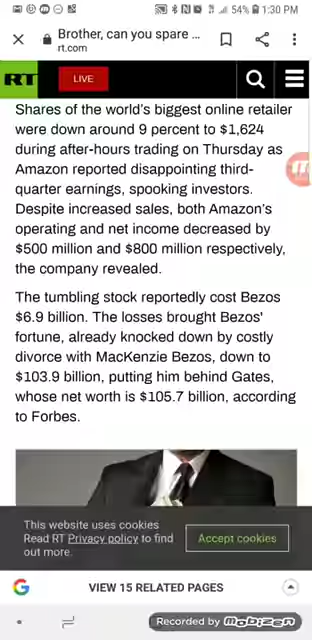 54% 1:30 PM
Brother, can you spare ...
rt.com
RT LIVE
Shares of the world's biggest online retailer
were down around 9 percent to $1,624
during after-hours trading on Thursday as
Amazon reported disappointing third-
quarter earnings, spooking investors.
Despite increased sales, both Amazon's
operating and net income decreased by
$500 million and $800 million respectively,
the company revealed.
The tumbling stock reportedly cost Bezos
$6.9 billion. The losses brought Bezos'
fortune, already knocked down by costly
divorce with MacKenzie Bezos, down to
$103.9 billion, putting him behind Gates,
whose net worth is $105.7 billion, according
to Forbes.
This website uses cookies
Read RT Privacy policy to find
out more.
Accept cookies
G VIEW 15 RELATED PAGES
Recorded by Mobizen